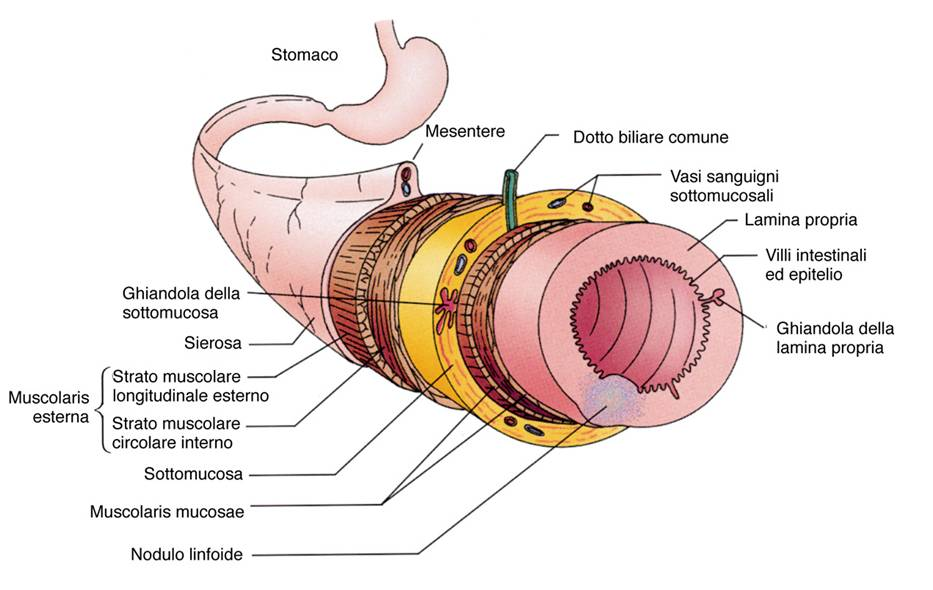 Stomaco
Mesentere
Dotto biliare comune
Vasi sanguigni
sottomucosali
Lamina propria
Villi intestinali
ed epitelio
Ghiandola della
lamina propria
Ghiandola della
sottomucosa
Sierosa
Muscolaris
esterna
Strato muscolare
longitudinale esterno
Strato muscolare
circolare interno
Sottomucosa
Muscolaris mucosae
Nodulo linfoide